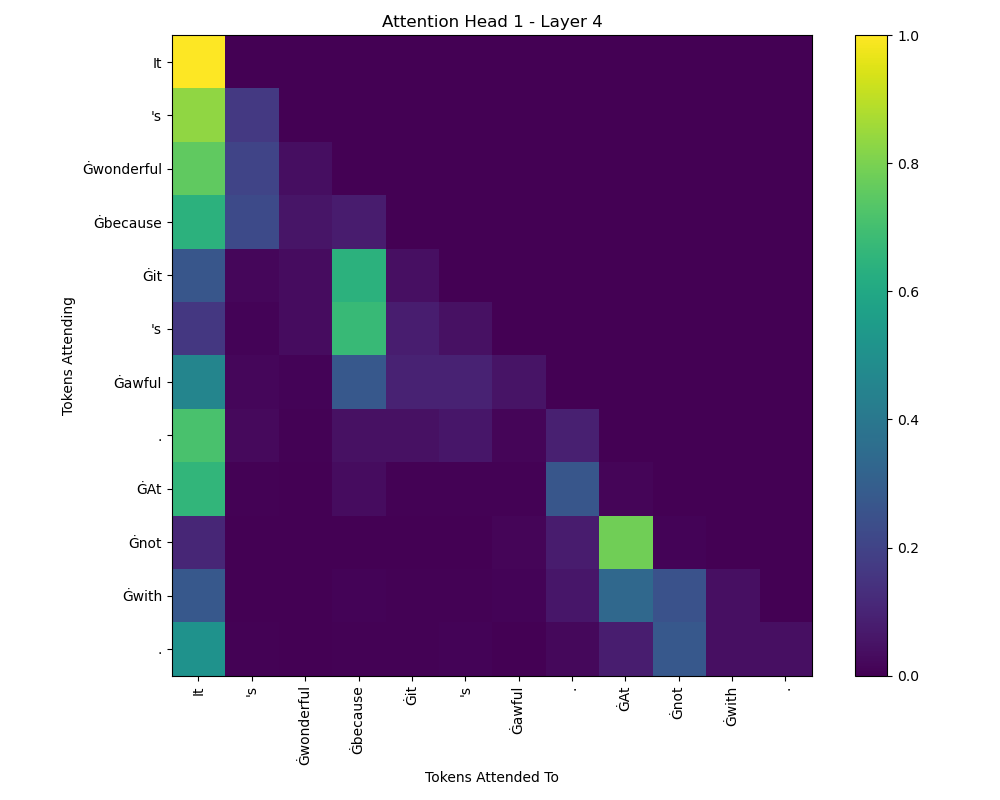 Attention Head 1 - Layer 4
Tokens Attending
It
's
Ġwonderful
Ġbecause
Ġit
's
Ġawful
.
ĠAt
Ġnot
Ġwith
.
It
's
Ġwonderful
Ġbecause
Ġit
's
Ġawful
.
ĠAt
Ġnot
Ġwith
.
Tokens Attended To
1.0
0.8
0.6
0.4
0.2
0.0